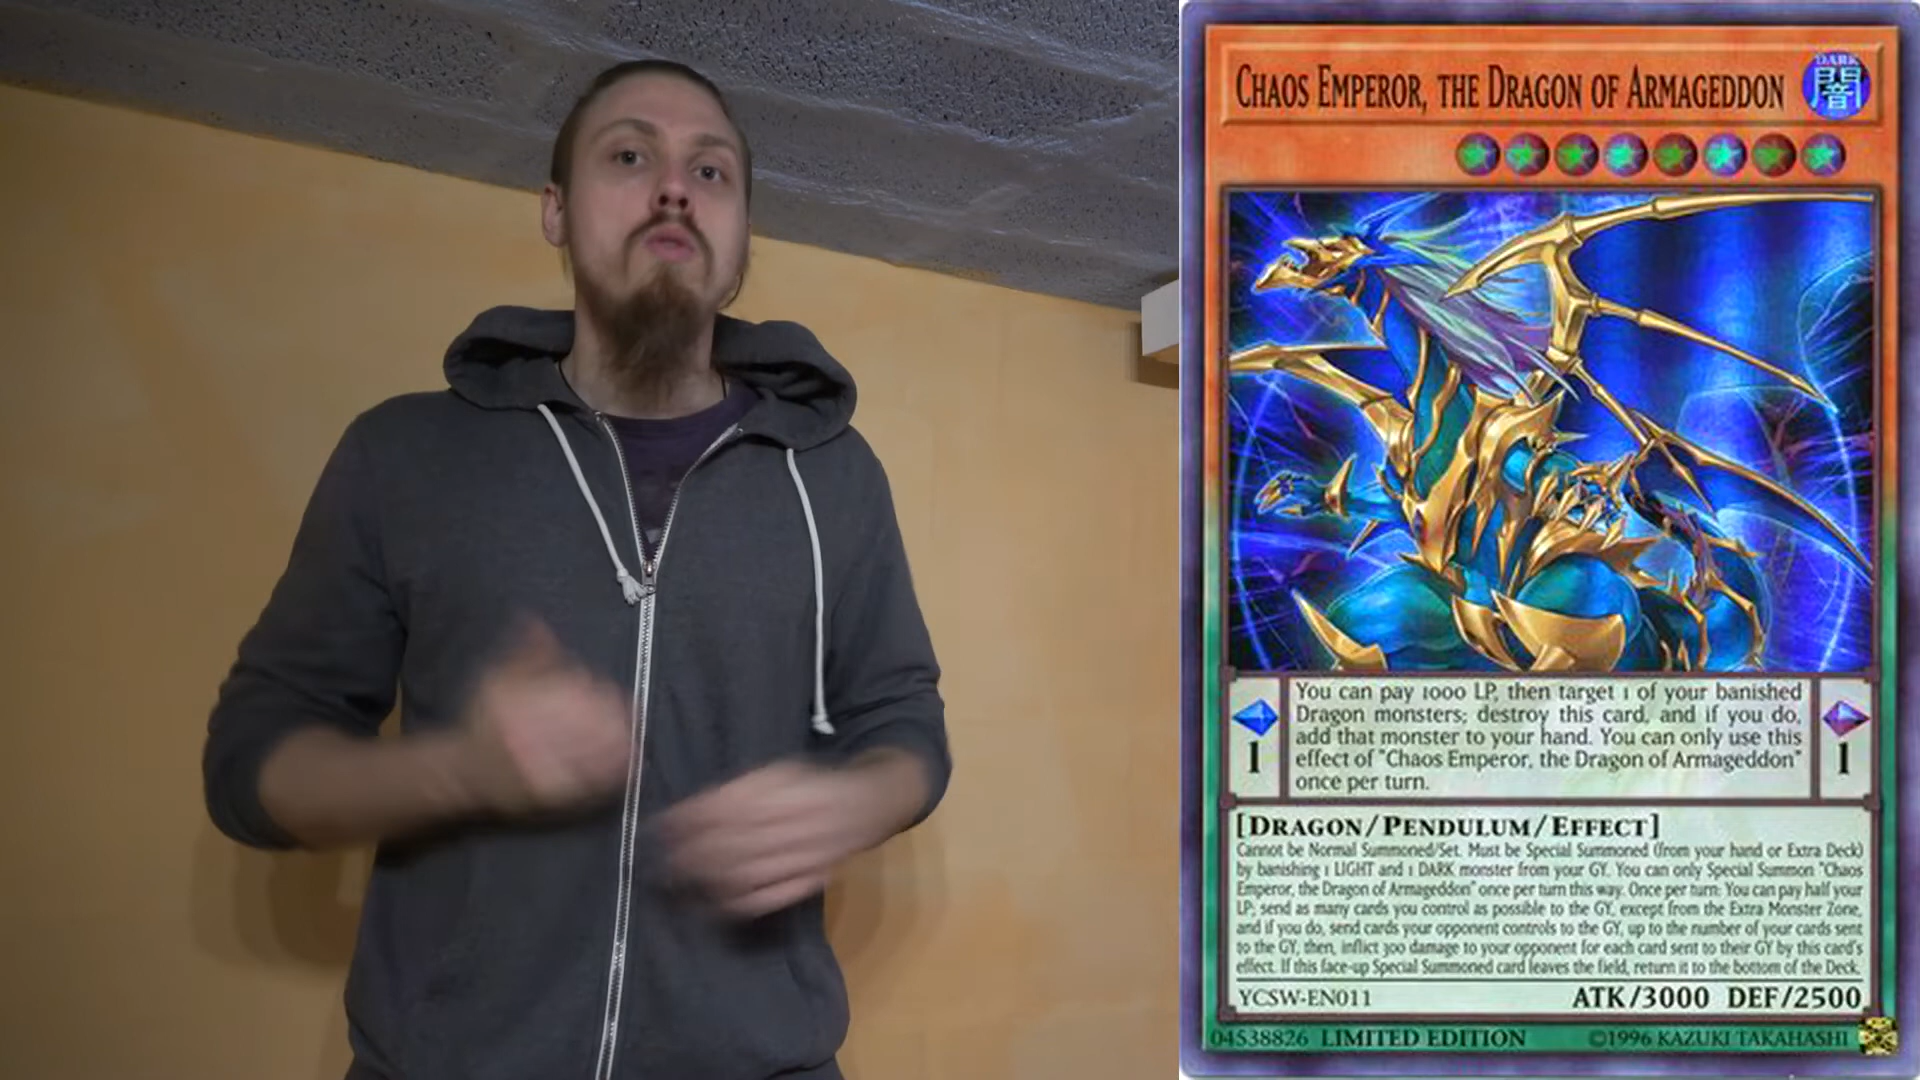 CHAOS EMPEROR, THE DRAGON OF ARMAGEDDON
DARK
闇
You can pay 1000 LP, then target 1 of your banished
Dragon monsters; destroy this card, and if you do,
add that monster to your hand. You can only use this
effect of "Chaos Emperor, the Dragon of Armageddon"
once per turn.
1
1
[DRAGON/PENDULUM/EFFECT]
Cannot be Normal Summoned/Set. Must be Special Summoned (from your hand or Extra Deck)
by banishing 1 LIGHT and 1 DARK monster from your GY. You can only Special Summon "Chaos
Emperor, the Dragon of Armageddon" once per turn this way. Once per turn: You can pay half your
LP; send as many cards you control as possible to the GY, except from the Extra Monster Zone,
and if you do, send cards your opponent controls to the GY, up to the number of your cards sent
to the GY, then, inflict 300 damage to your opponent for each card sent to their GY by this card's
effect. If this face-up Special Summoned card leaves the field, return it to the bottom of the Deck.
YCSW-EN011
ATK/3000 DEF/2500
04538826 LIMITED EDITION
©1996 KAZUKI TAKAHASHI